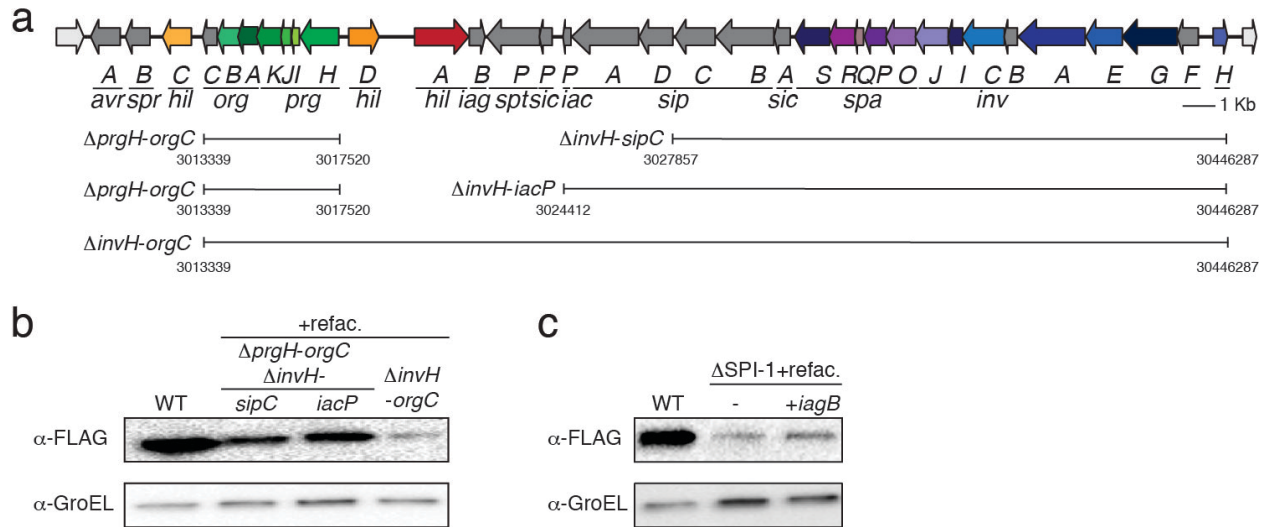 a
A B C C B A K J I H D A B P P P A D C B A S R Q P O J I C B A E G F H
avr spr hil org prg hil hil iag spt sic iac sip sic spa inv
1 Kb
ΔprgH-orgC ΔinvH-sipC
3013339 3017520 3027857 30446287
ΔprgH-orgC ΔinvH-iacP
3013339 3017520 3024412 30446287
ΔinvH-orgC
3013339 30446287
b
+refac.
ΔprgH-orgC
ΔinvH- ΔinvH
WT sipC iacP -orgC
α-FLAG
α-GroEL
c
ΔSPI-1+refac.
WT - +iagB
α-FLAG
α-GroEL